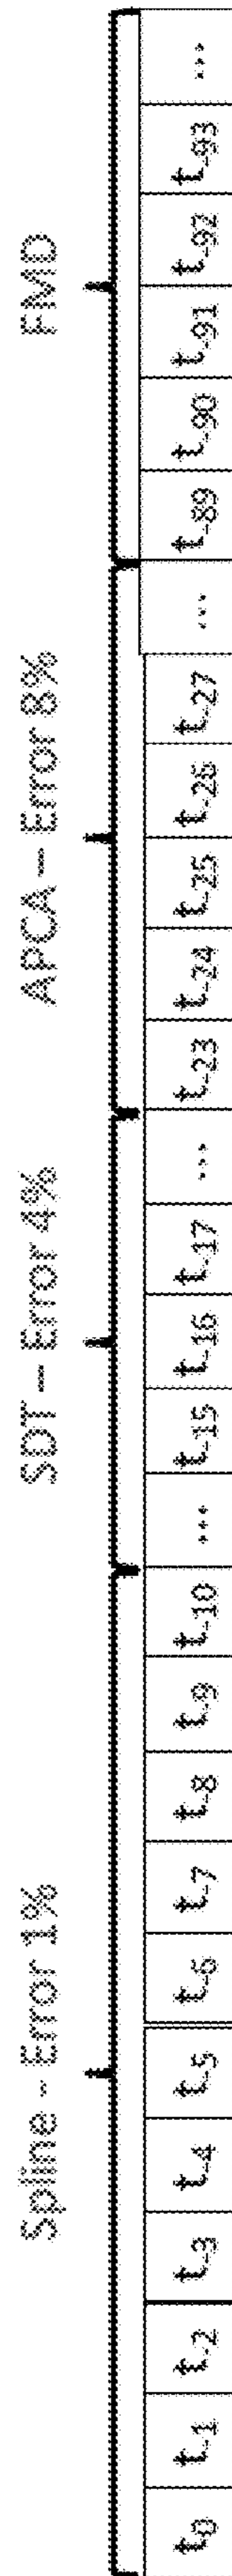 Spline – Error 1% SDT – Error 4% APCA – Error 8% FMD
t0 t-1 t-2 t-3 t-4 t-5 t-6 t-7 t-8 t-9 t-10 ... t-15 t-16 t-17 ... t-23 t-24 t-25 t-26 t-27 ... t-89 t-90 t-91 t-92 t-93 ...